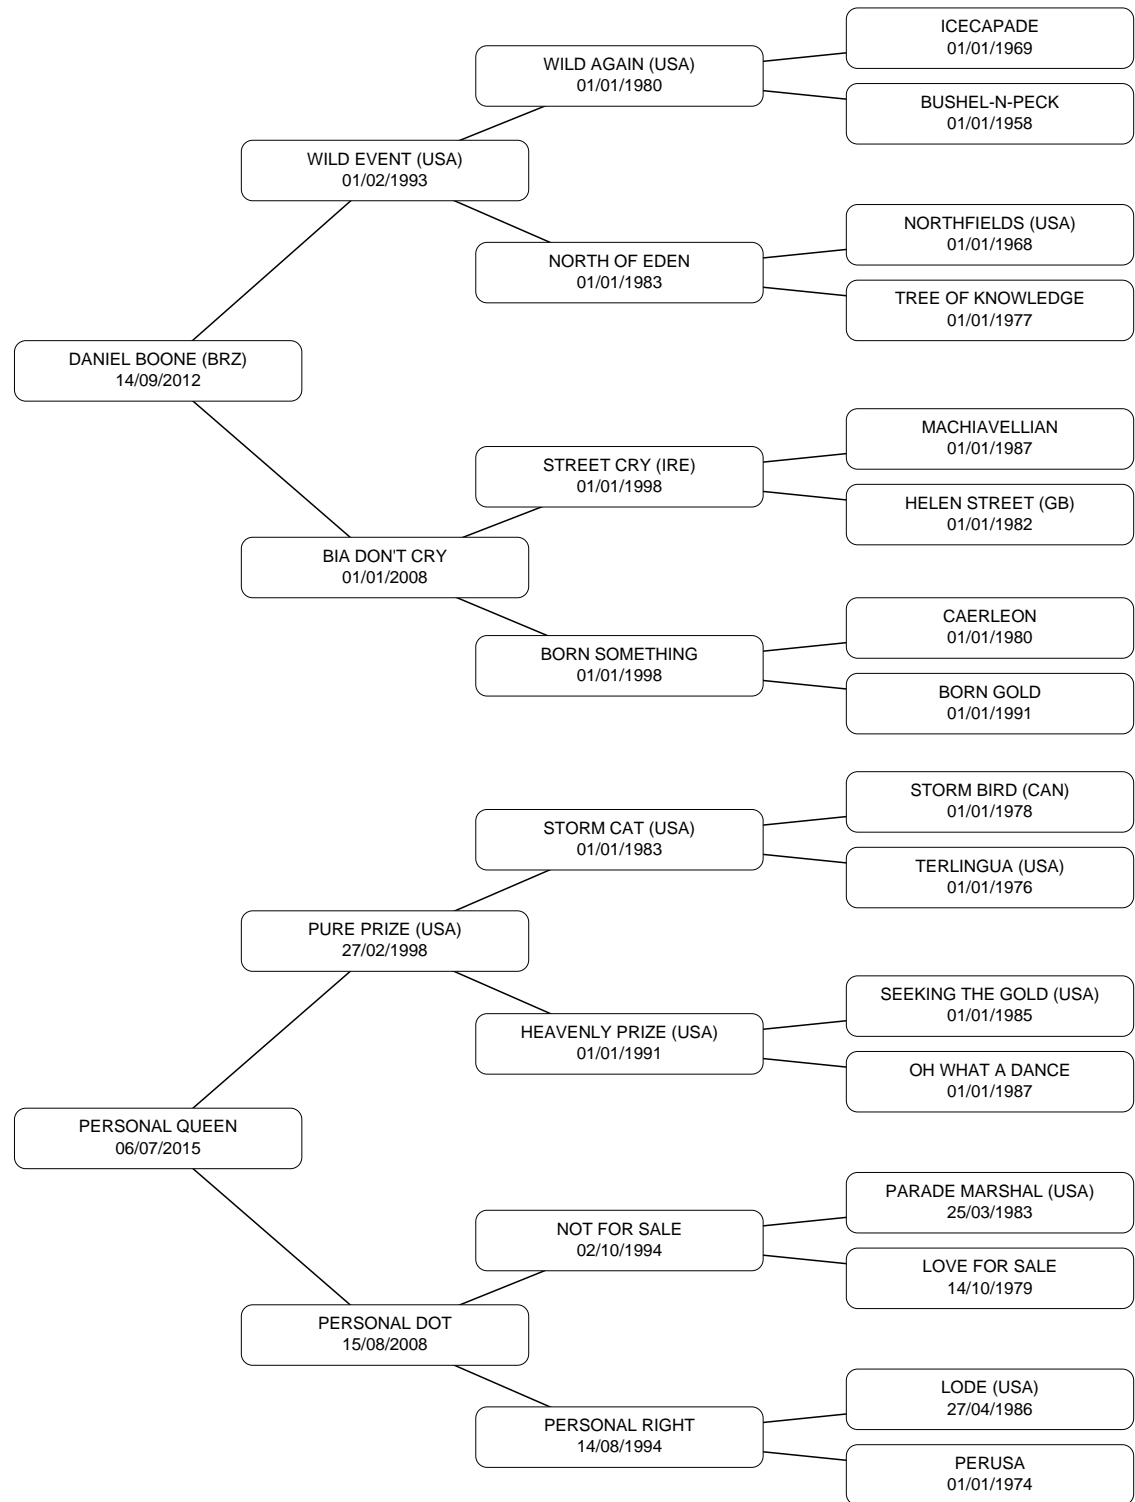 ICECAPADE
01/01/1969
WILD AGAIN (USA)
01/01/1980
BUSHEL-N-PECK
01/01/1958
WILD EVENT (USA)
01/02/1993
NORTHFIELDS (USA)
01/01/1968
NORTH OF EDEN
01/01/1983
TREE OF KNOWLEDGE
01/01/1977
DANIEL BOONE (BRZ)
14/09/2012
MACHIAVELLIAN
01/01/1987
STREET CRY (IRE)
01/01/1998
HELEN STREET (GB)
01/01/1982
BIA DON'T CRY
01/01/2008
CAERLEON
01/01/1980
BORN SOMETHING
01/01/1998
BORN GOLD
01/01/1991
STORM BIRD (CAN)
01/01/1978
STORM CAT (USA)
01/01/1983
TERLINGUA (USA)
01/01/1976
PURE PRIZE (USA)
27/02/1998
SEEKING THE GOLD (USA)
01/01/1985
HEAVENLY PRIZE (USA)
01/01/1991
OH WHAT A DANCE
01/01/1987
PERSONAL QUEEN
06/07/2015
PARADE MARSHAL (USA)
25/03/1983
NOT FOR SALE
02/10/1994
LOVE FOR SALE
14/10/1979
PERSONAL DOT
15/08/2008
LODE (USA)
27/04/1986
PERSONAL RIGHT
14/08/1994
PERUSA
01/01/1974